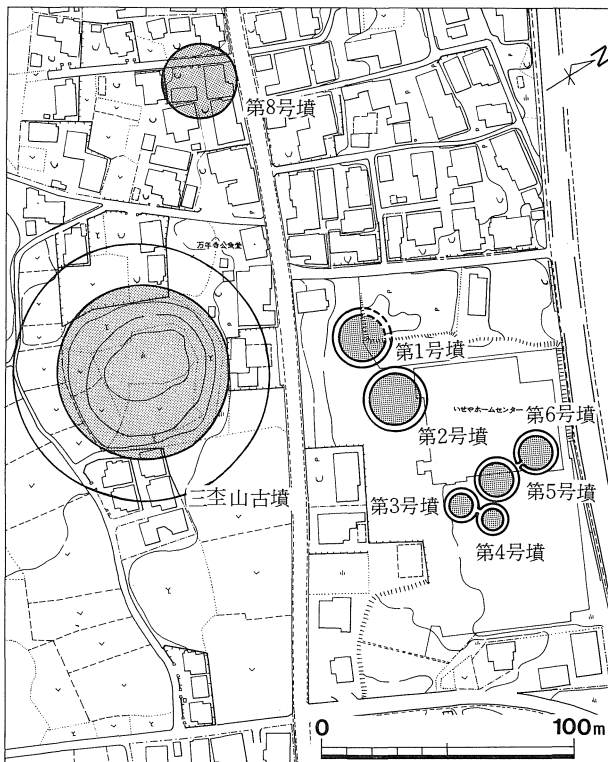 N
第8号墳
万年寺公会堂
第1号墳
第2号墳
いせやホームセンター
第6号墳
第5号墳
第3号墳
第4号墳
三杢山古墳
0 100m